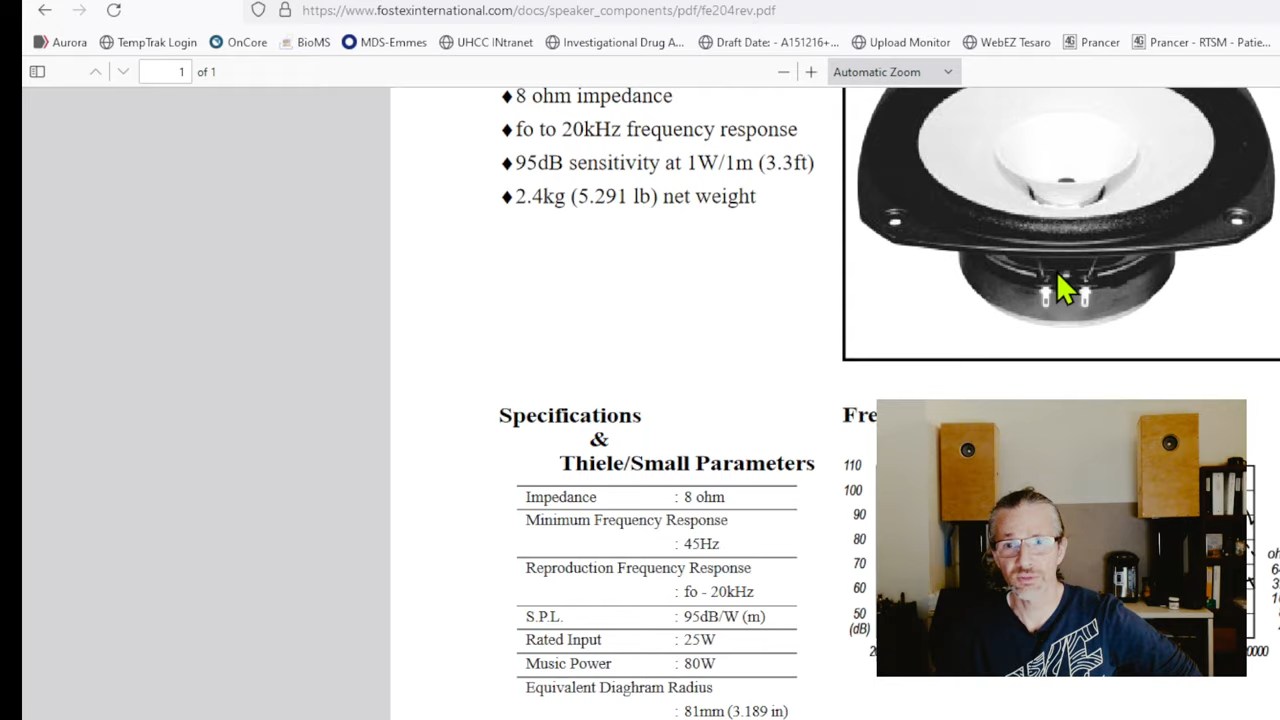 https://www.fostexinternational.com/docs/speaker_components/pdf/fe204rev.pdf
Aurora TempTrak Login OnCore BioMS MDS-Emmes UHCC INtranet Investigational Drug A... Draft Date: - A151216+... Upload Monitor WebEZ Tesaro Prancer Prancer - RTSM - Patie...
1 of 1 Automatic Zoom
♦8 ohm impedance
♦fo to 20kHz frequency response
♦95dB sensitivity at 1W/1m (3.3ft)
♦2.4kg (5.291 lb) net weight
Specifications
&
Thiele/Small Parameters
Impedance : 8 ohm
Minimum Frequency Response
: 45Hz
Reproduction Frequency Response
: fo - 20kHz
S.P.L. : 95dB/W (m)
Rated Input : 25W
Music Power : 80W
Equivalent Diaghram Radius
: 81mm (3.189 in)
Fre
110
100
90
80
70
60
50
(dB)